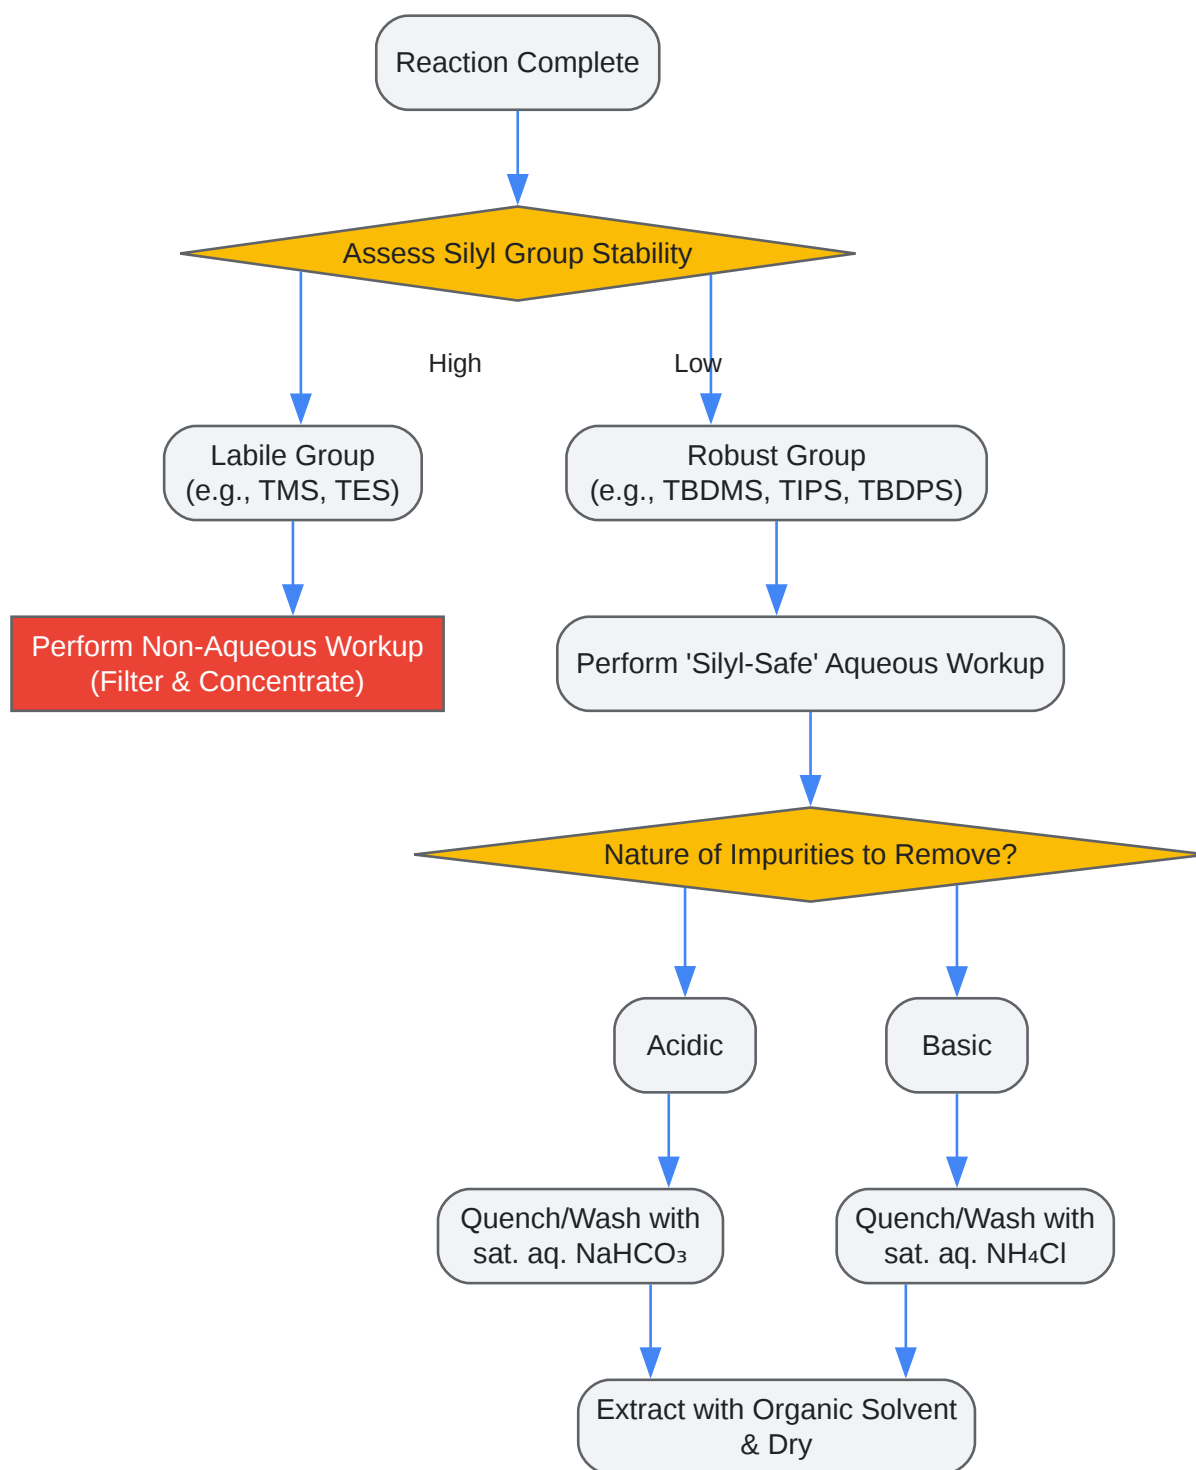 Reaction Complete
Assess Silyl Group Stability
High
Low
Labile Group
(e.g., TMS, TES)
Robust Group
(e.g., TBDMS, TIPS, TBDPS)
Perform Non-Aqueous Workup
(Filter & Concentrate)
Perform 'Silyl-Safe' Aqueous Workup
Nature of Impurities to Remove?
Acidic
Basic
Quench/Wash with
sat. aq. NaHCO₃
Quench/Wash with
sat. aq. NH₄Cl
Extract with Organic Solvent
& Dry